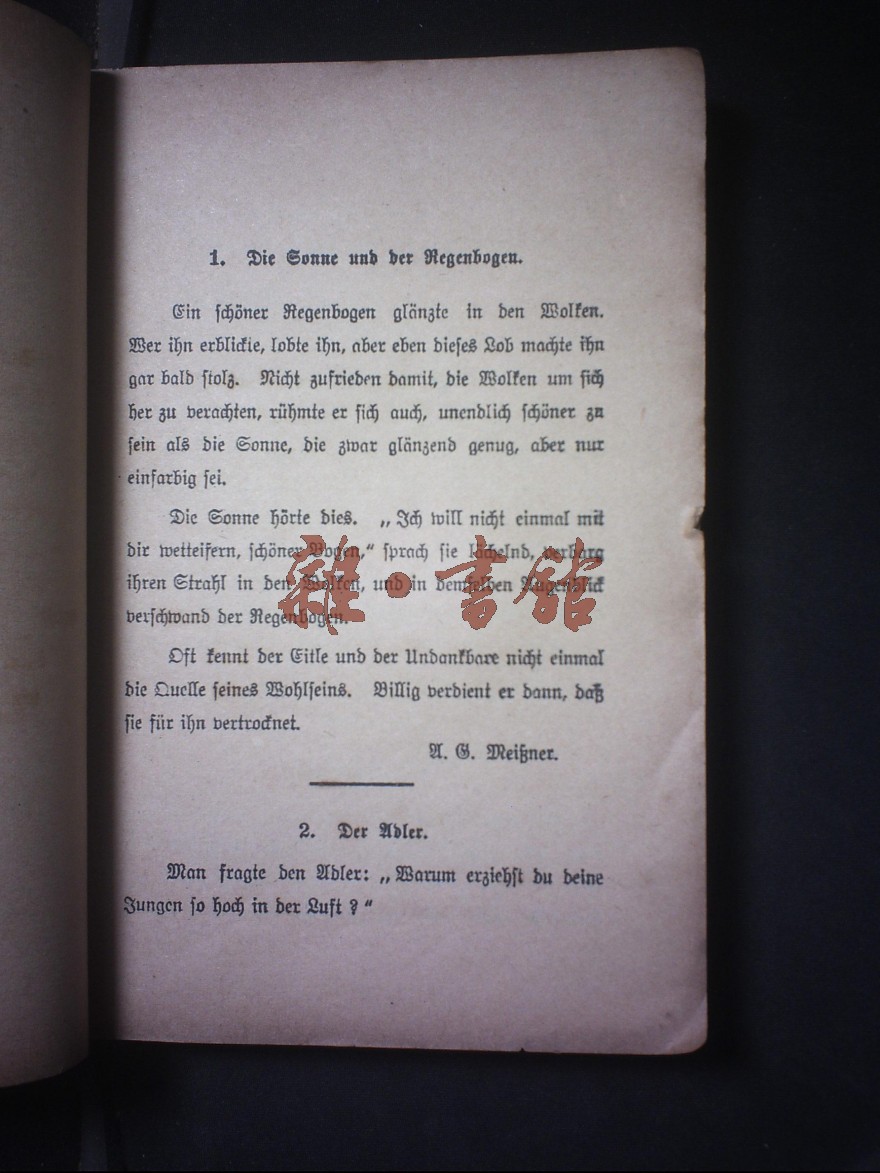 1. Die Sonne und der Regenbogen.
Ein schöner Regenbogen glänzte in den Wolken.
Wer ihn erblickte, lobte ihn, aber eben dieses Lob machte ihn
gar bald stolz. Nicht zufrieden damit, die Wolken um sich
her zu verachten, rühmte er sich auch, unendlich schöner zu
sein als die Sonne, die zwar glänzend genug, aber nur
einfarbig sei.
Die Sonne hörte dies. „Ich will nicht einmal mit
dir wetteifern, schöner Bogen,“ sprach sie lächelnd, verbarg
ihren Strahl in den Wolken, und in demselben Augenblick
verschwand der Regenbogen.
Oft kennt der Eitle und der Undankbare nicht einmal
die Quelle seines Wohlseins. Billig verdient er dann, daß
sie für ihn vertrocknet.
A. G. Meißner.
2. Der Adler.
Man fragte den Adler: „Warum erziehst du deine
Jungen so hoch in der Luft?“
雜·書館